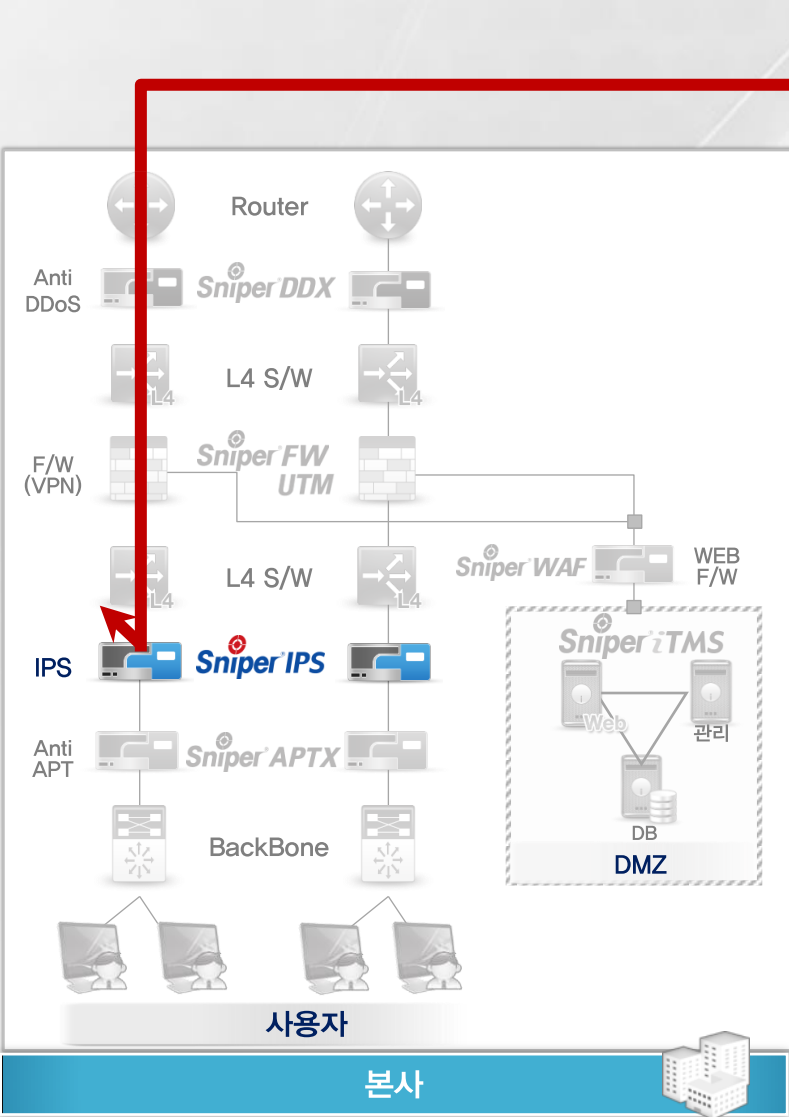 Router
Anti
DDoS
Sniper DDX
L4 S/W
L4
L4
F/W
(VPN)
Sniper FW
UTM
L4 S/W
L4
L4
Sniper WAF
WEB
F/W
IPS
Sniper IPS
Sniper iTMS
Web
관리
Anti
APT
Sniper APTX
DB
BackBone
DMZ
사용자
본사